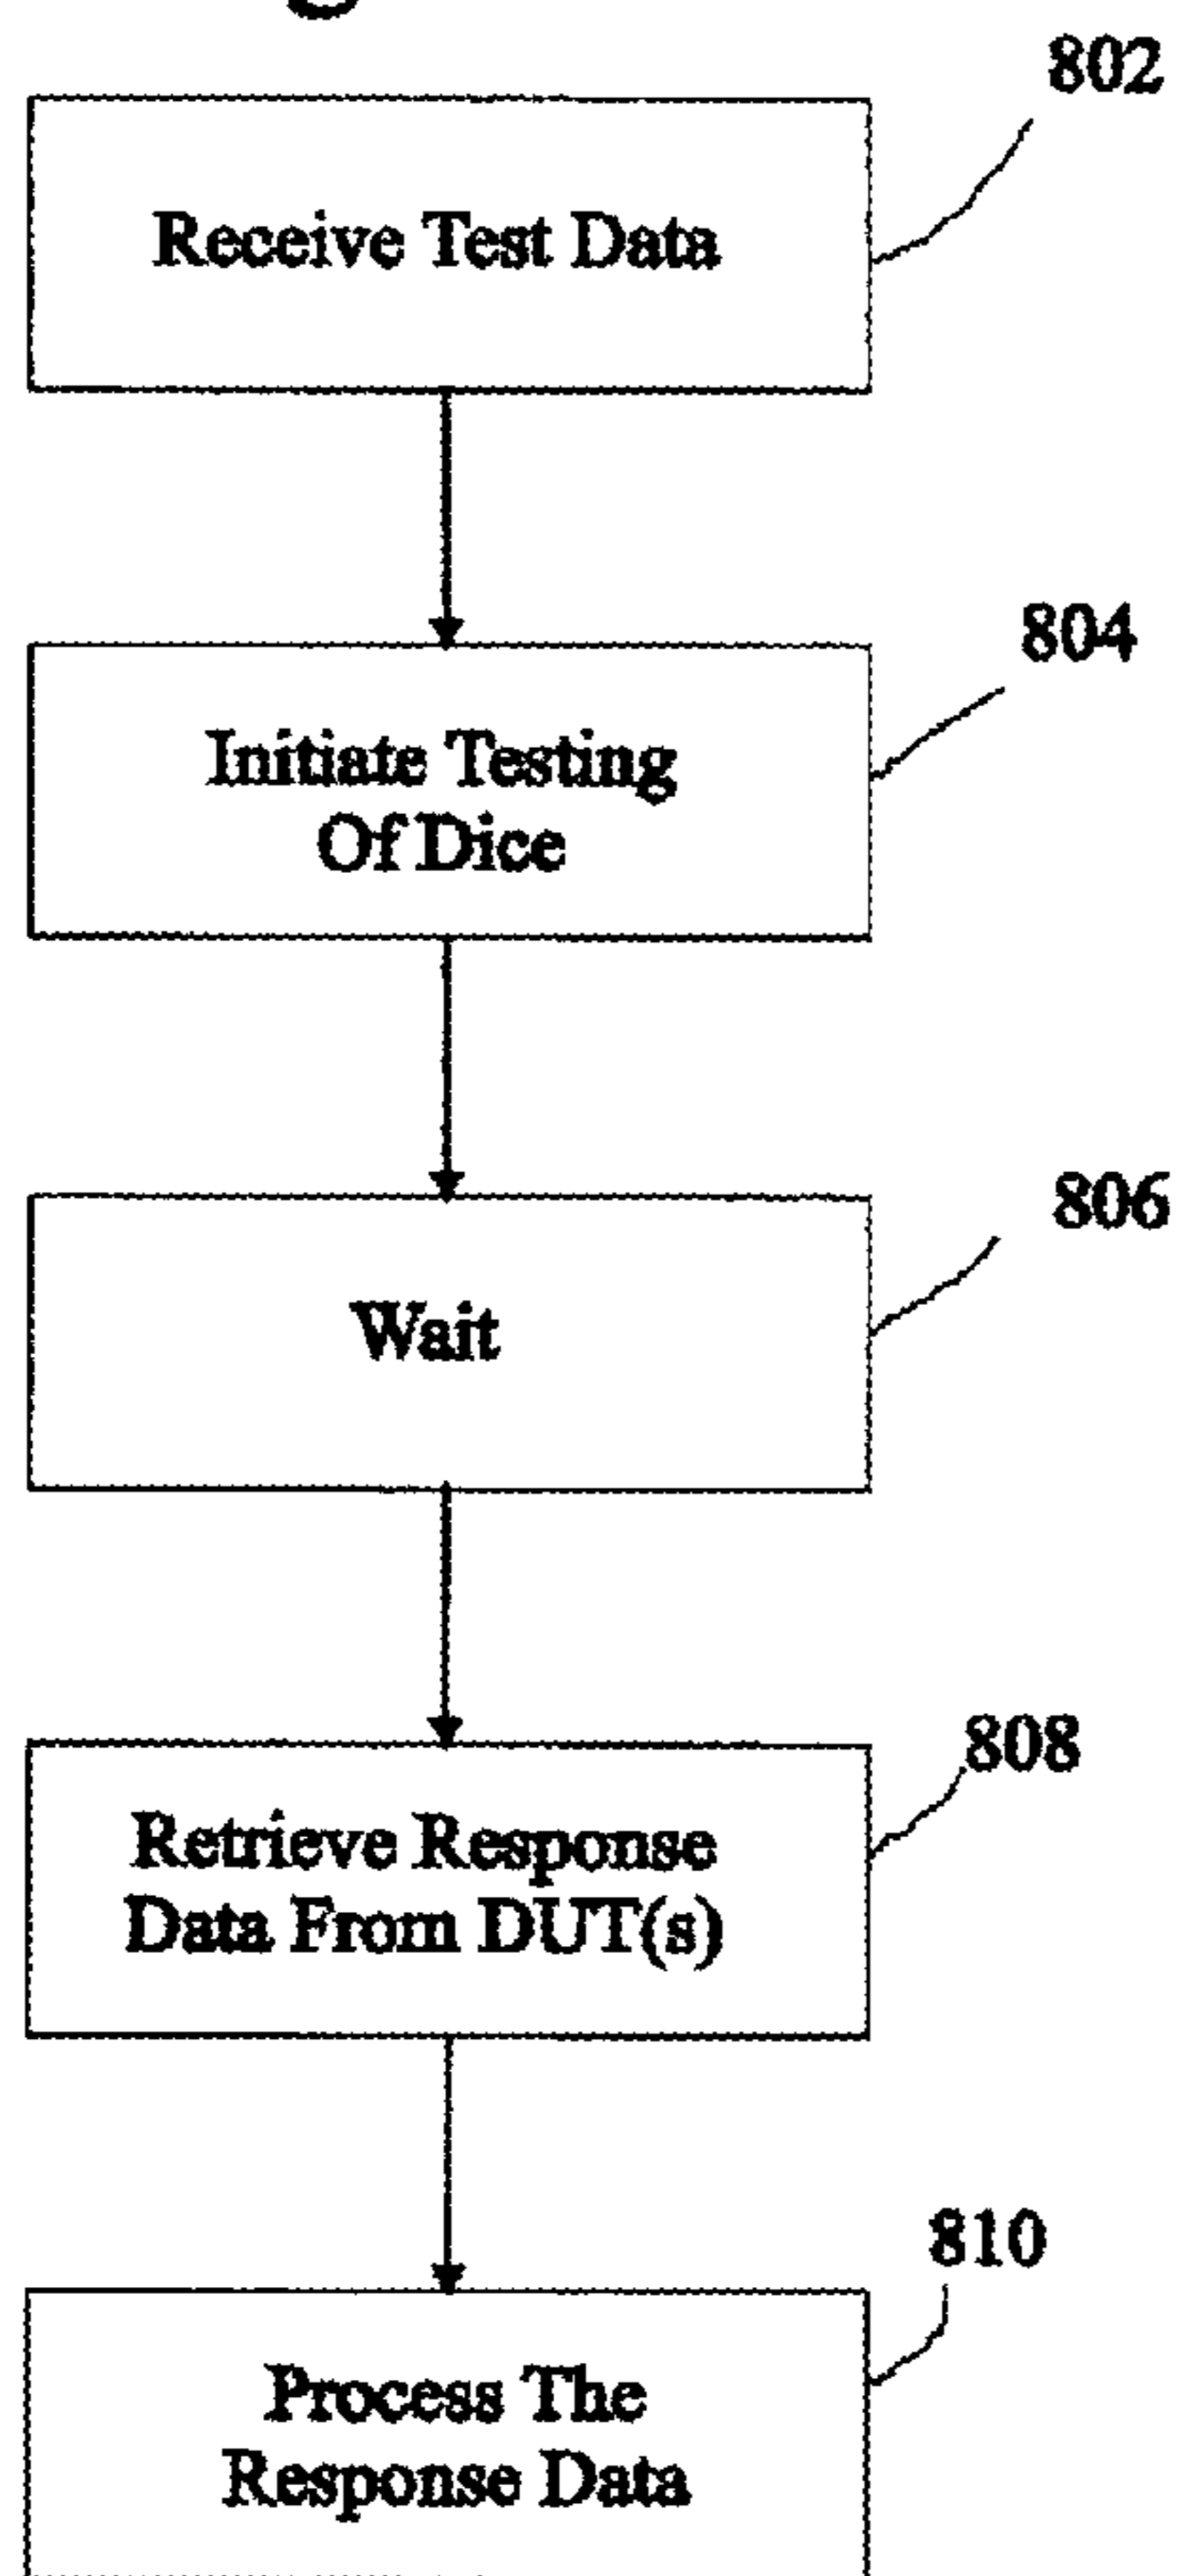 802
Receive Test Data
804
Initiate Testing
Of Dice
806
Wait
808
Retrieve Response
Data From DUT(s)
810
Process The
Response Data